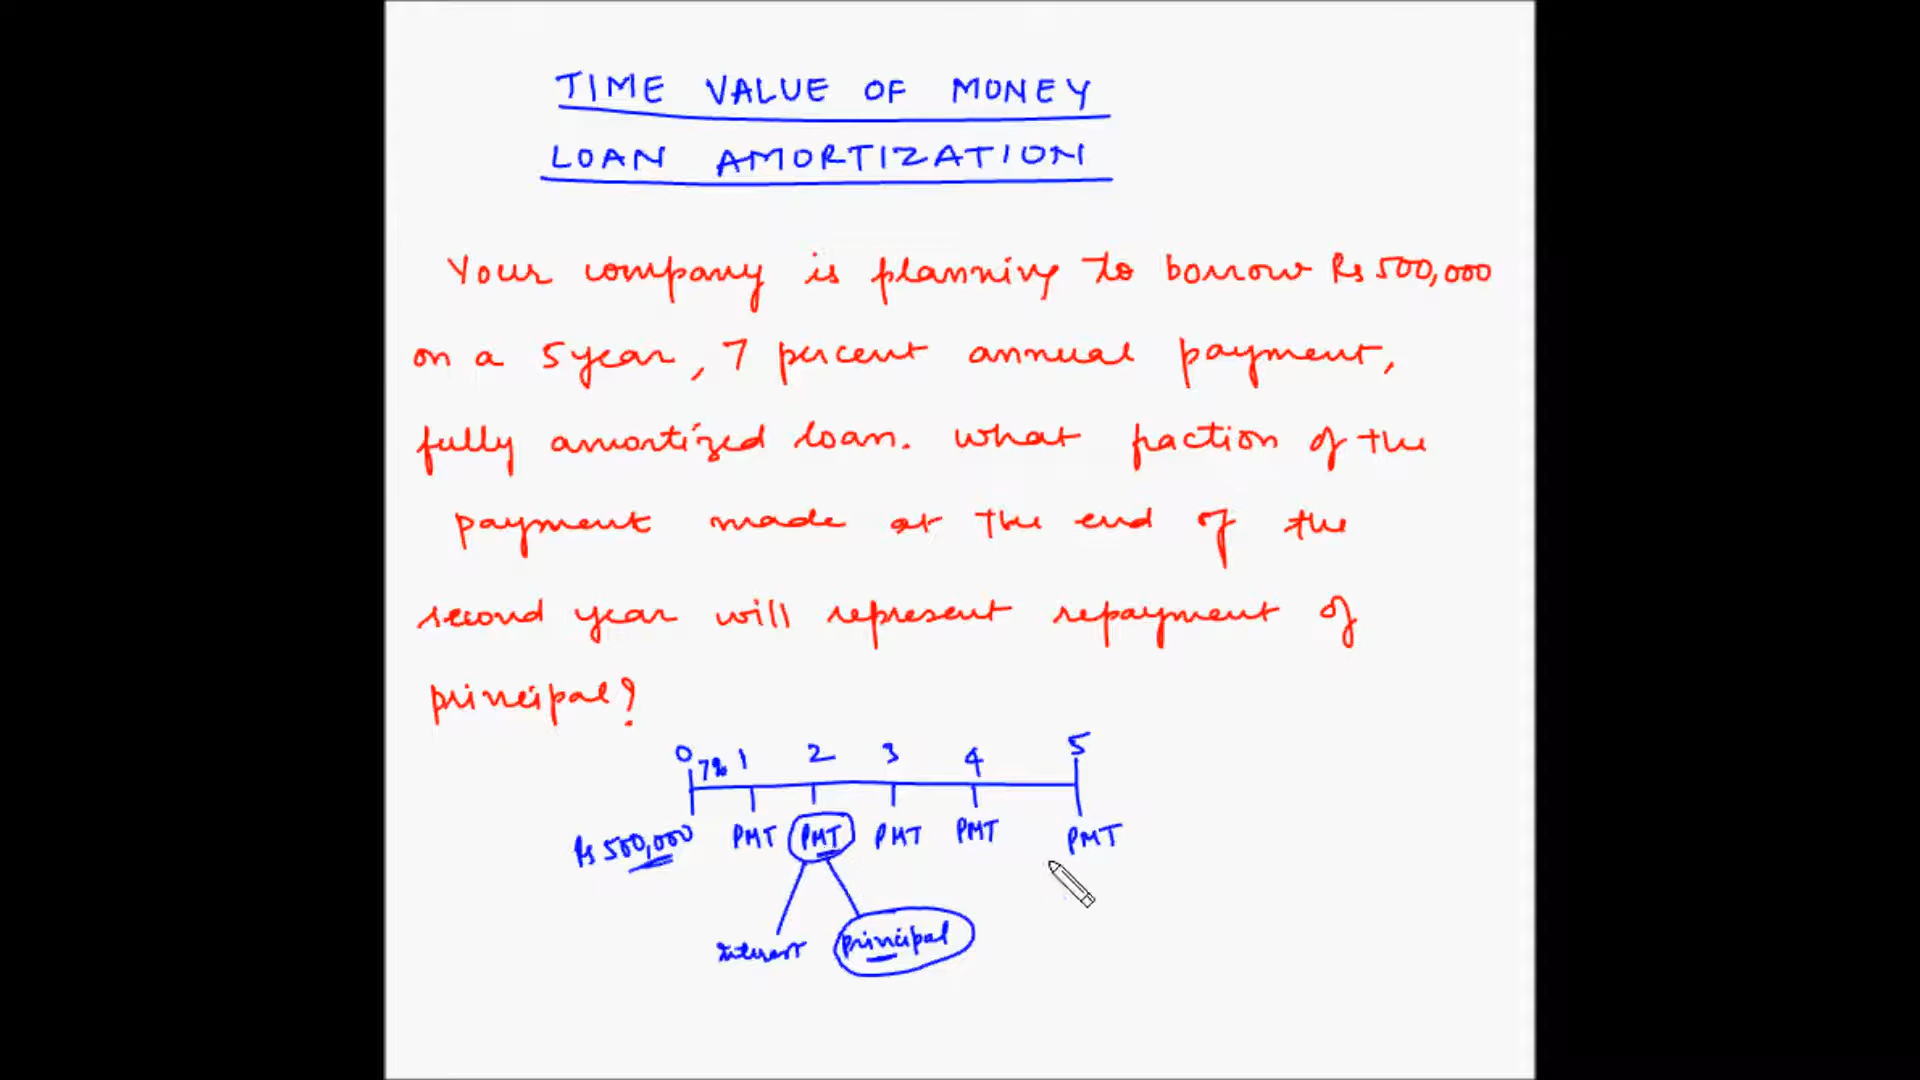 TIME VALUE OF MONEY
LOAN AMORTIZATION
Your company is planning to borrow Rs 500,000
on a 5 year, 7 percent annual payment,
fully amortized loan. What fraction of the
payment made at the end of the
second year will represent repayment of
principal?
0 7% 1 2 3 4 5
Rs 500,000 PMT PMT PMT PMT PMT
interest principal